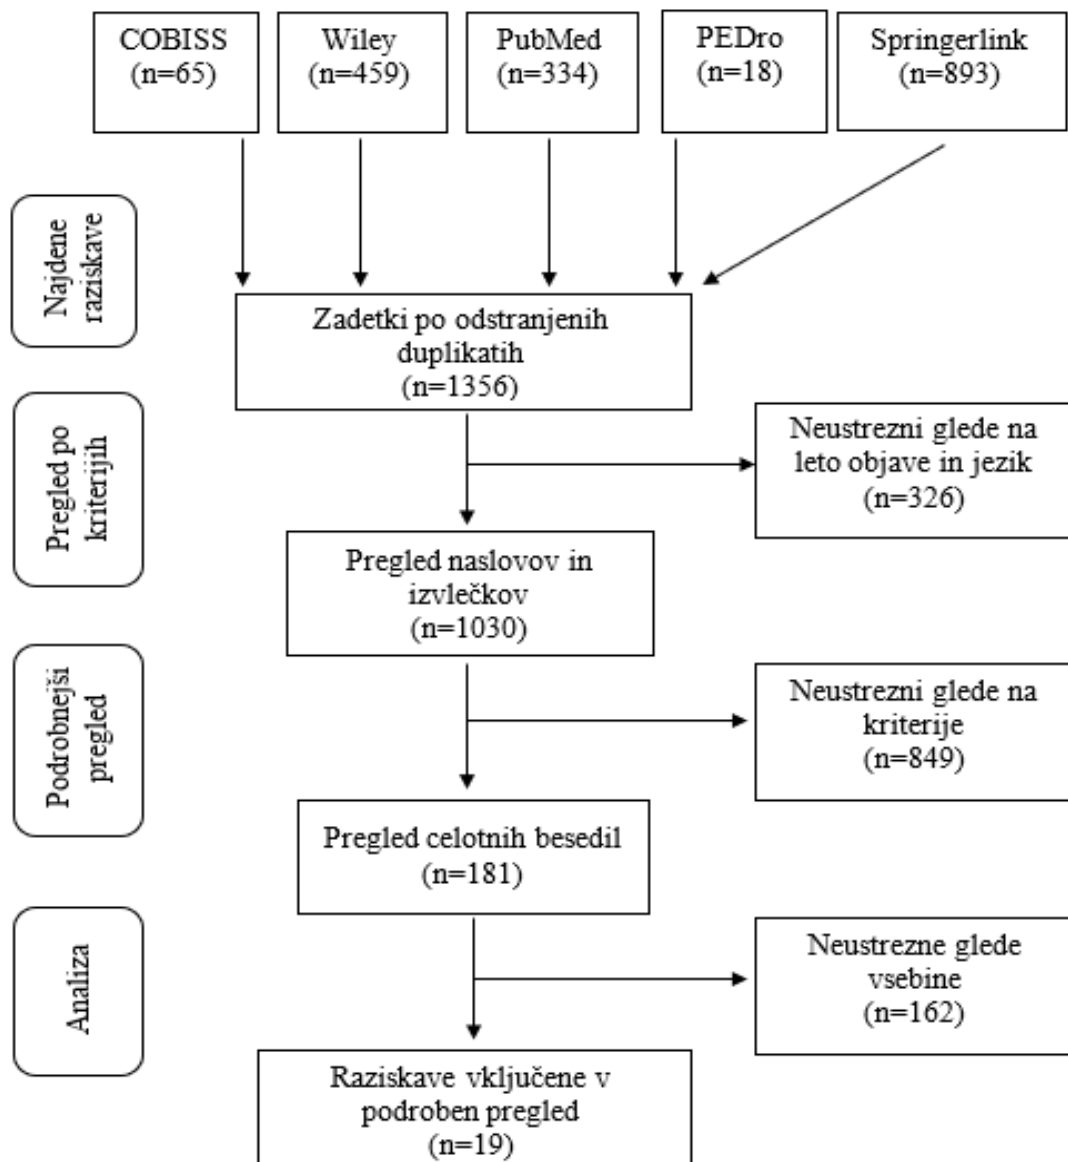 COBISS
(n=65)
Wiley
(n=459)
PubMed
(n=334)
PEDro
(n=18)
Springerlink
(n=893)
Najdene
raziskave
Zadetki po odstranjenih
duplikatih
(n=1356)
Pregled po
kriterijih
Neustrezni glede na
leto objave in jezik
(n=326)
Pregled naslovov in
izvlečkov
(n=1030)
Podrobnejši
pregled
Neustrezni glede na
kriterije
(n=849)
Pregled celotnih besedil
(n=181)
Analiza
Neustrezne glede
vsebine
(n=162)
Raziskave vključene v
podroben pregled
(n=19)